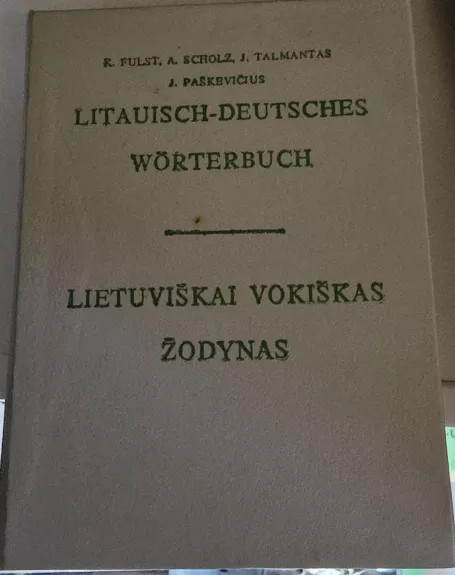 R. FULST, A. SCHOLZ, J. TALMANTAS
J. PAŠKEVIČIUS
LITAUISCH-DEUTSCHES
WÖRTERBUCH
LIETUVIŠKAI VOKIŠKAS
ŽODYNAS